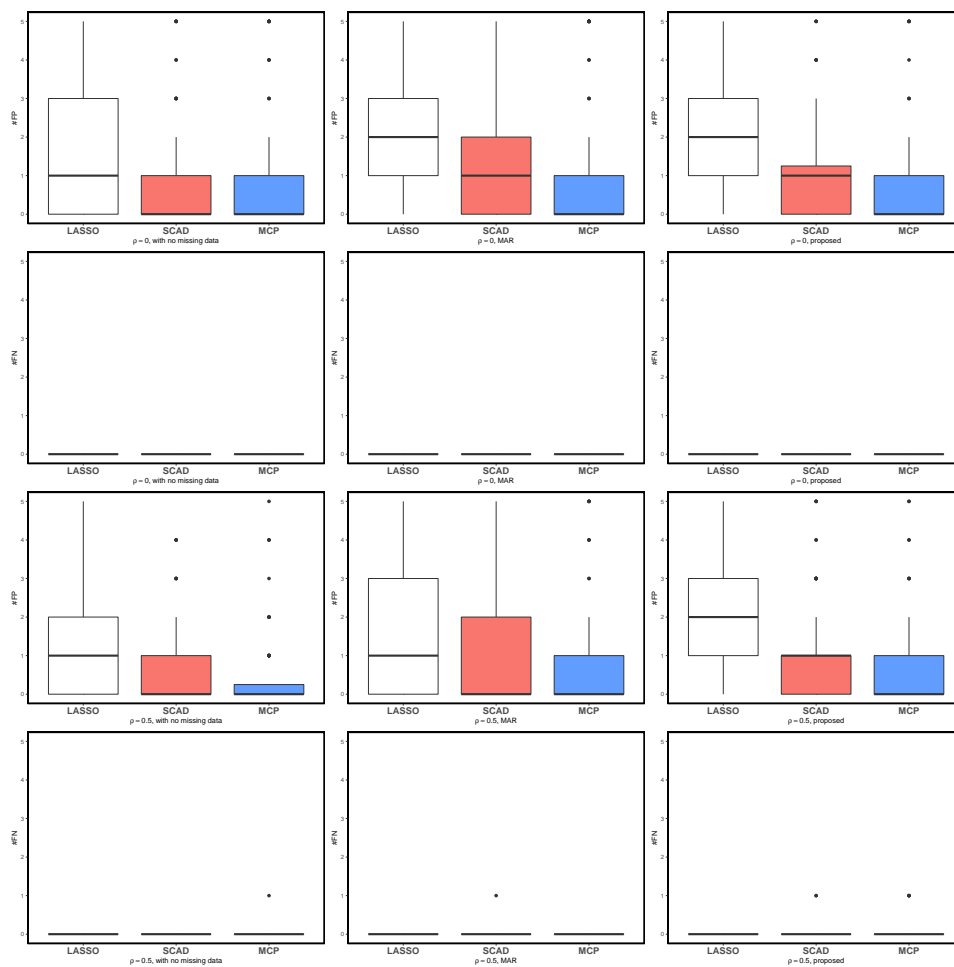 5 5 5
4 4 4
3 3 3
#FP #FP #FP
2 2 2
1 1 1
0 0 0
LASSO SCAD MCP LASSO SCAD MCP LASSO SCAD MCP
ρ = 0, with no missing data ρ = 0, MAR ρ = 0, proposed
5 5 5
4 4 4
3 3 3
#FN #FN #FN
2 2 2
1 1 1
0 0 0
LASSO SCAD MCP LASSO SCAD MCP LASSO SCAD MCP
ρ = 0, with no missing data ρ = 0, MAR ρ = 0, proposed
5 5 5
4 4 4
3 3 3
#FP #FP #FP
2 2 2
1 1 1
0 0 0
LASSO SCAD MCP LASSO SCAD MCP LASSO SCAD MCP
ρ = 0.5, with no missing data ρ = 0.5, MAR ρ = 0.5, proposed
5 5 5
4 4 4
3 3 3
#FN #FN #FN
2 2 2
1 1 1
0 0 0
LASSO SCAD MCP LASSO SCAD MCP LASSO SCAD MCP
ρ = 0.5, with no missing data ρ = 0.5, MAR ρ = 0.5, proposed